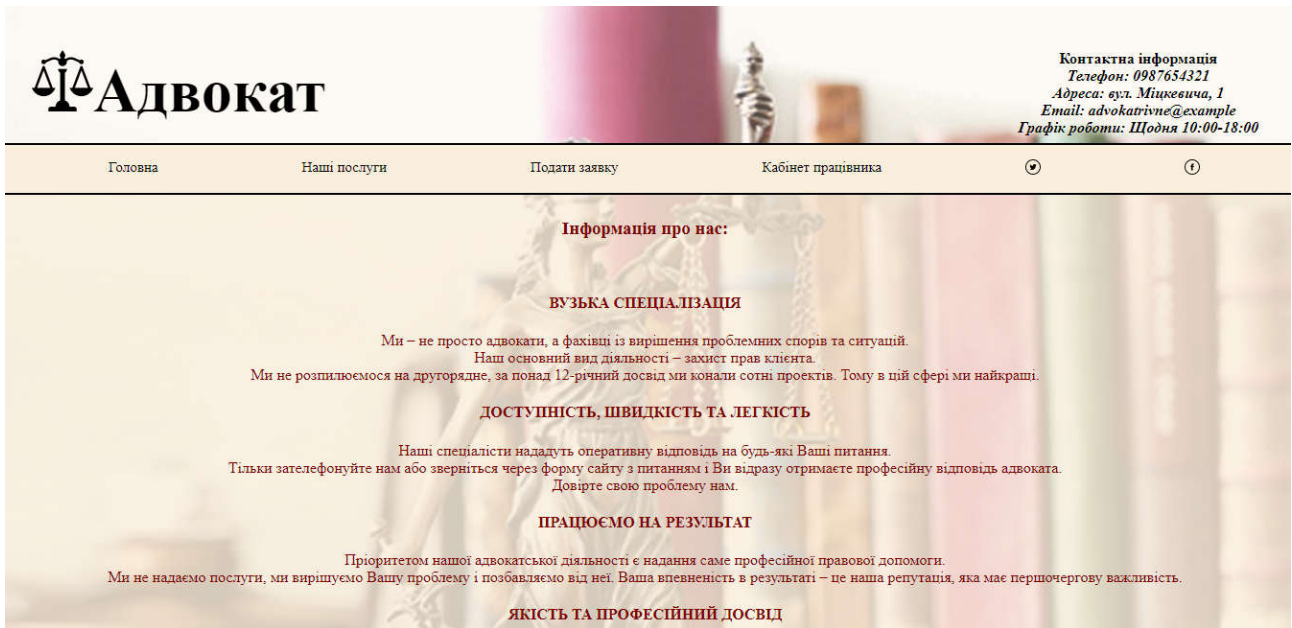 Адвокат
Контактна інформація
Телефон: 0987654321
Адреса: вул. Міцкевича, 1
Email: advokatrivne@example
Графік роботи: Щодня 10:00-18:00
Головна Наші послуги Подати заявку Кабінет працівника
Інформація про нас:
ВУЗЬКА СПЕЦІАЛІЗАЦІЯ
Ми – не просто адвокати, а фахівці із вирішення проблемних спорів та ситуацій.
Наш основний вид діяльності – захист прав клієнта.
Ми не розпилюємося на другорядне, за понад 12-річний досвід ми конали сотні проектів. Тому в цій сфері ми найкращі.
ДОСТУПНІСТЬ, ШВИДКІСТЬ ТА ЛЕГКІСТЬ
Наші спеціалісти нададуть оперативну відповідь на будь-які Ваші питання.
Тільки зателефонуйте нам або зверніться через форму сайту з питанням і Ви відразу отримаєте професійну відповідь адвоката.
Довірте свою проблему нам.
ПРАЦЮЄМО НА РЕЗУЛЬТАТ
Пріоритетом нашої адвокатської діяльності є надання саме професійної правової допомоги.
Ми не надаємо послуги, ми вирішуємо Вашу проблему і позбавляємо від неї. Ваша впевненість в результаті – це наша репутація, яка має першочергову важливість.
ЯКІСТЬ ТА ПРОФЕСІЙНИЙ ДОСВІД